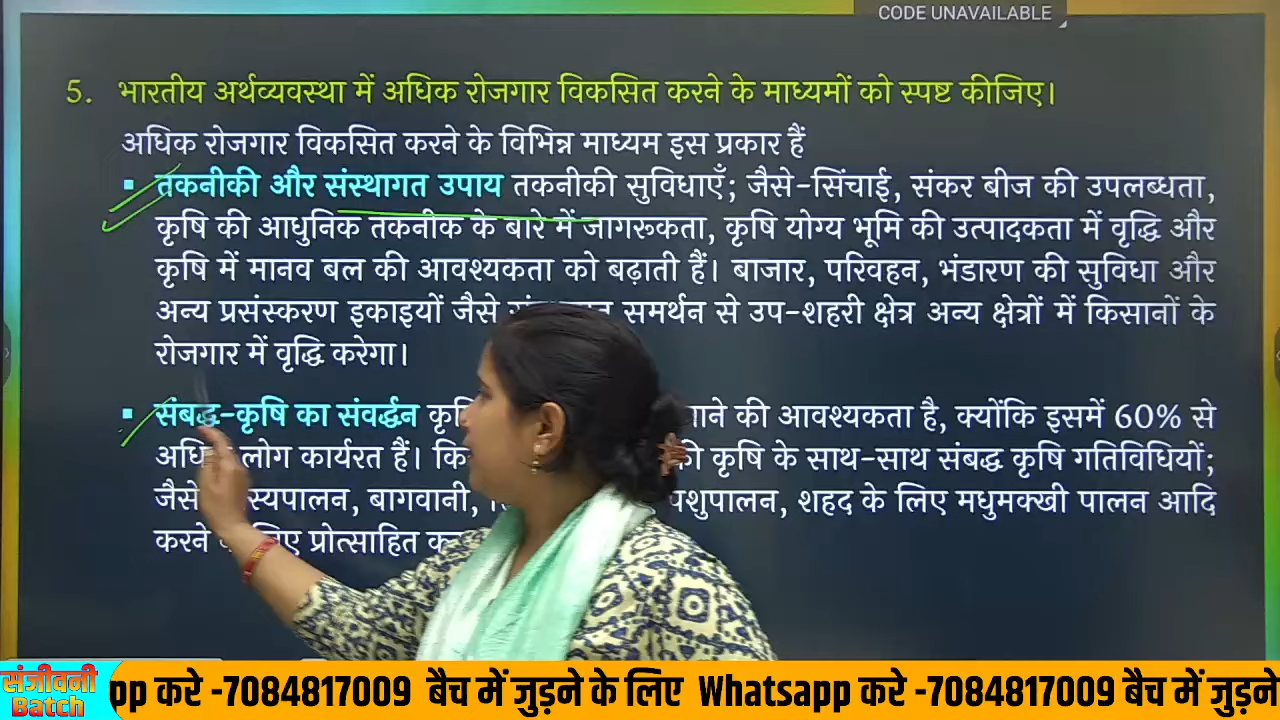 CODE UNAVAILABLE
5. भारतीय अर्थव्यवस्था में अधिक रोजगार विकसित करने के माध्यमों को स्पष्ट कीजिए।
अधिक रोजगार विकसित करने के विभिन्न माध्यम इस प्रकार हैं
▪ तकनीकी और संस्थागत उपाय तकनीकी सुविधाएँ; जैसे-सिंचाई, संकर बीज की उपलब्धता,
कृषि की आधुनिक तकनीक के बारे में जागरूकता, कृषि योग्य भूमि की उत्पादकता में वृद्धि और
कृषि में मानव बल की आवश्यकता को बढ़ाती हैं। बाजार, परिवहन, भंडारण की सुविधा और
अन्य प्रसंस्करण इकाइयों जैसे समर्थन से उप-शहरी क्षेत्र अन्य क्षेत्रों में किसानों के
रोजगार में वृद्धि करेगा।
▪ संबद्ध-कृषि का संवर्द्धन की आवश्यकता है, क्योंकि इसमें 60% से
लोग कार्यरत हैं। कृषि के साथ-साथ संबद्ध कृषि गतिविधियों;
जैसे बागवानी, पशुपालन, शहद के लिए मधुमक्खी पालन आदि
करने प्रोत्साहित
संजीवनी
Batch
pp करे -7084817009 बैच में जुड़ने के लिए Whatsapp करे -7084817009 बैच में जुड़ने